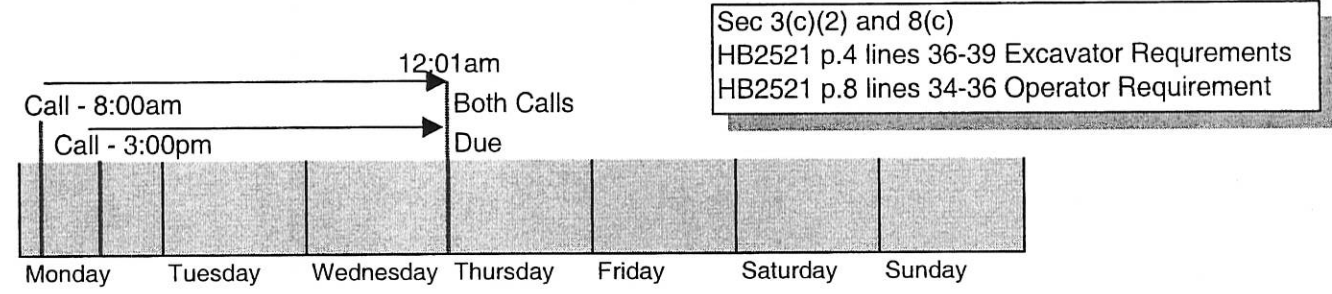 Sec 3(c)(2) and 8(c)
HB2521 p.4 lines 36-39 Excavator Requrements
HB2521 p.8 lines 34-36 Operator Requirement
12:01am
Call - 8:00am
Both Calls
Call - 3:00pm
Due
Monday Tuesday Wednesday Thursday Friday Saturday Sunday